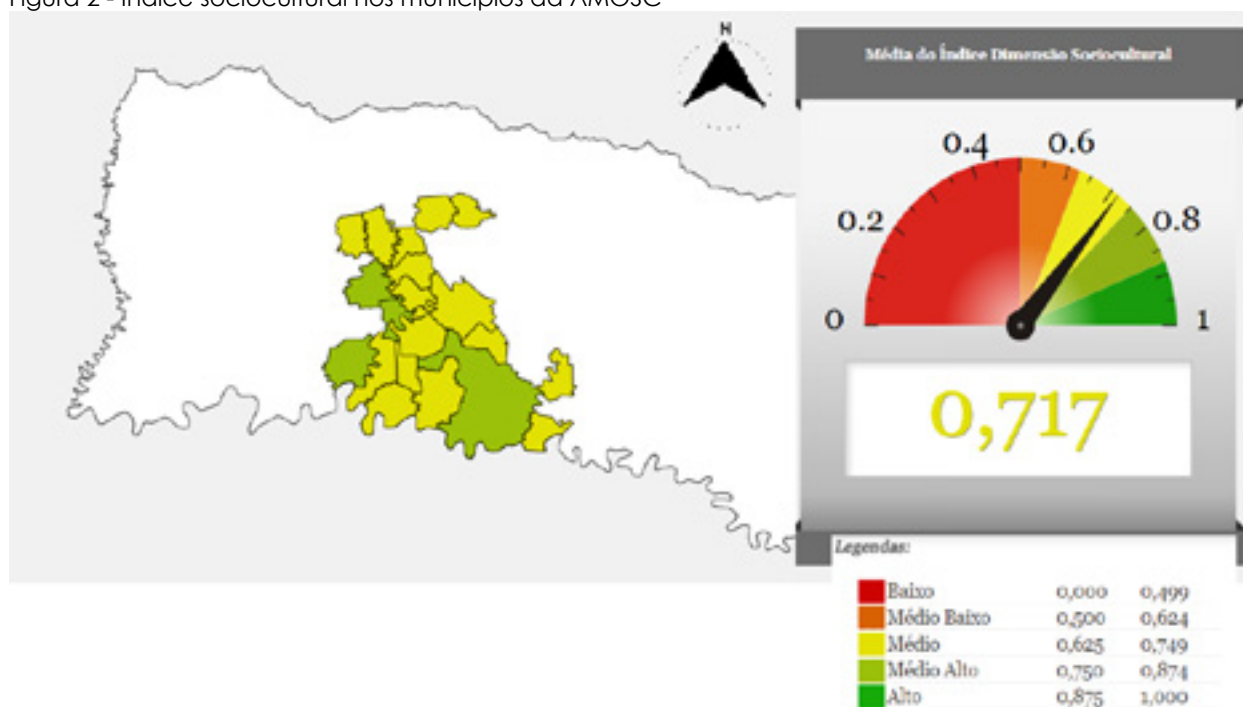 Figura 2 - Índice sociocultural nos municípios da AMOSC
N
Média do Índice Dimensão Sociocultural
0.4 0.6
0.2 0.8
0 1
0,717
Legendas:
Baixo 0,000 0,499
Médio Baixo 0,500 0,624
Médio 0,625 0,749
Médio Alto 0,750 0,874
Alto 0,875 1,000